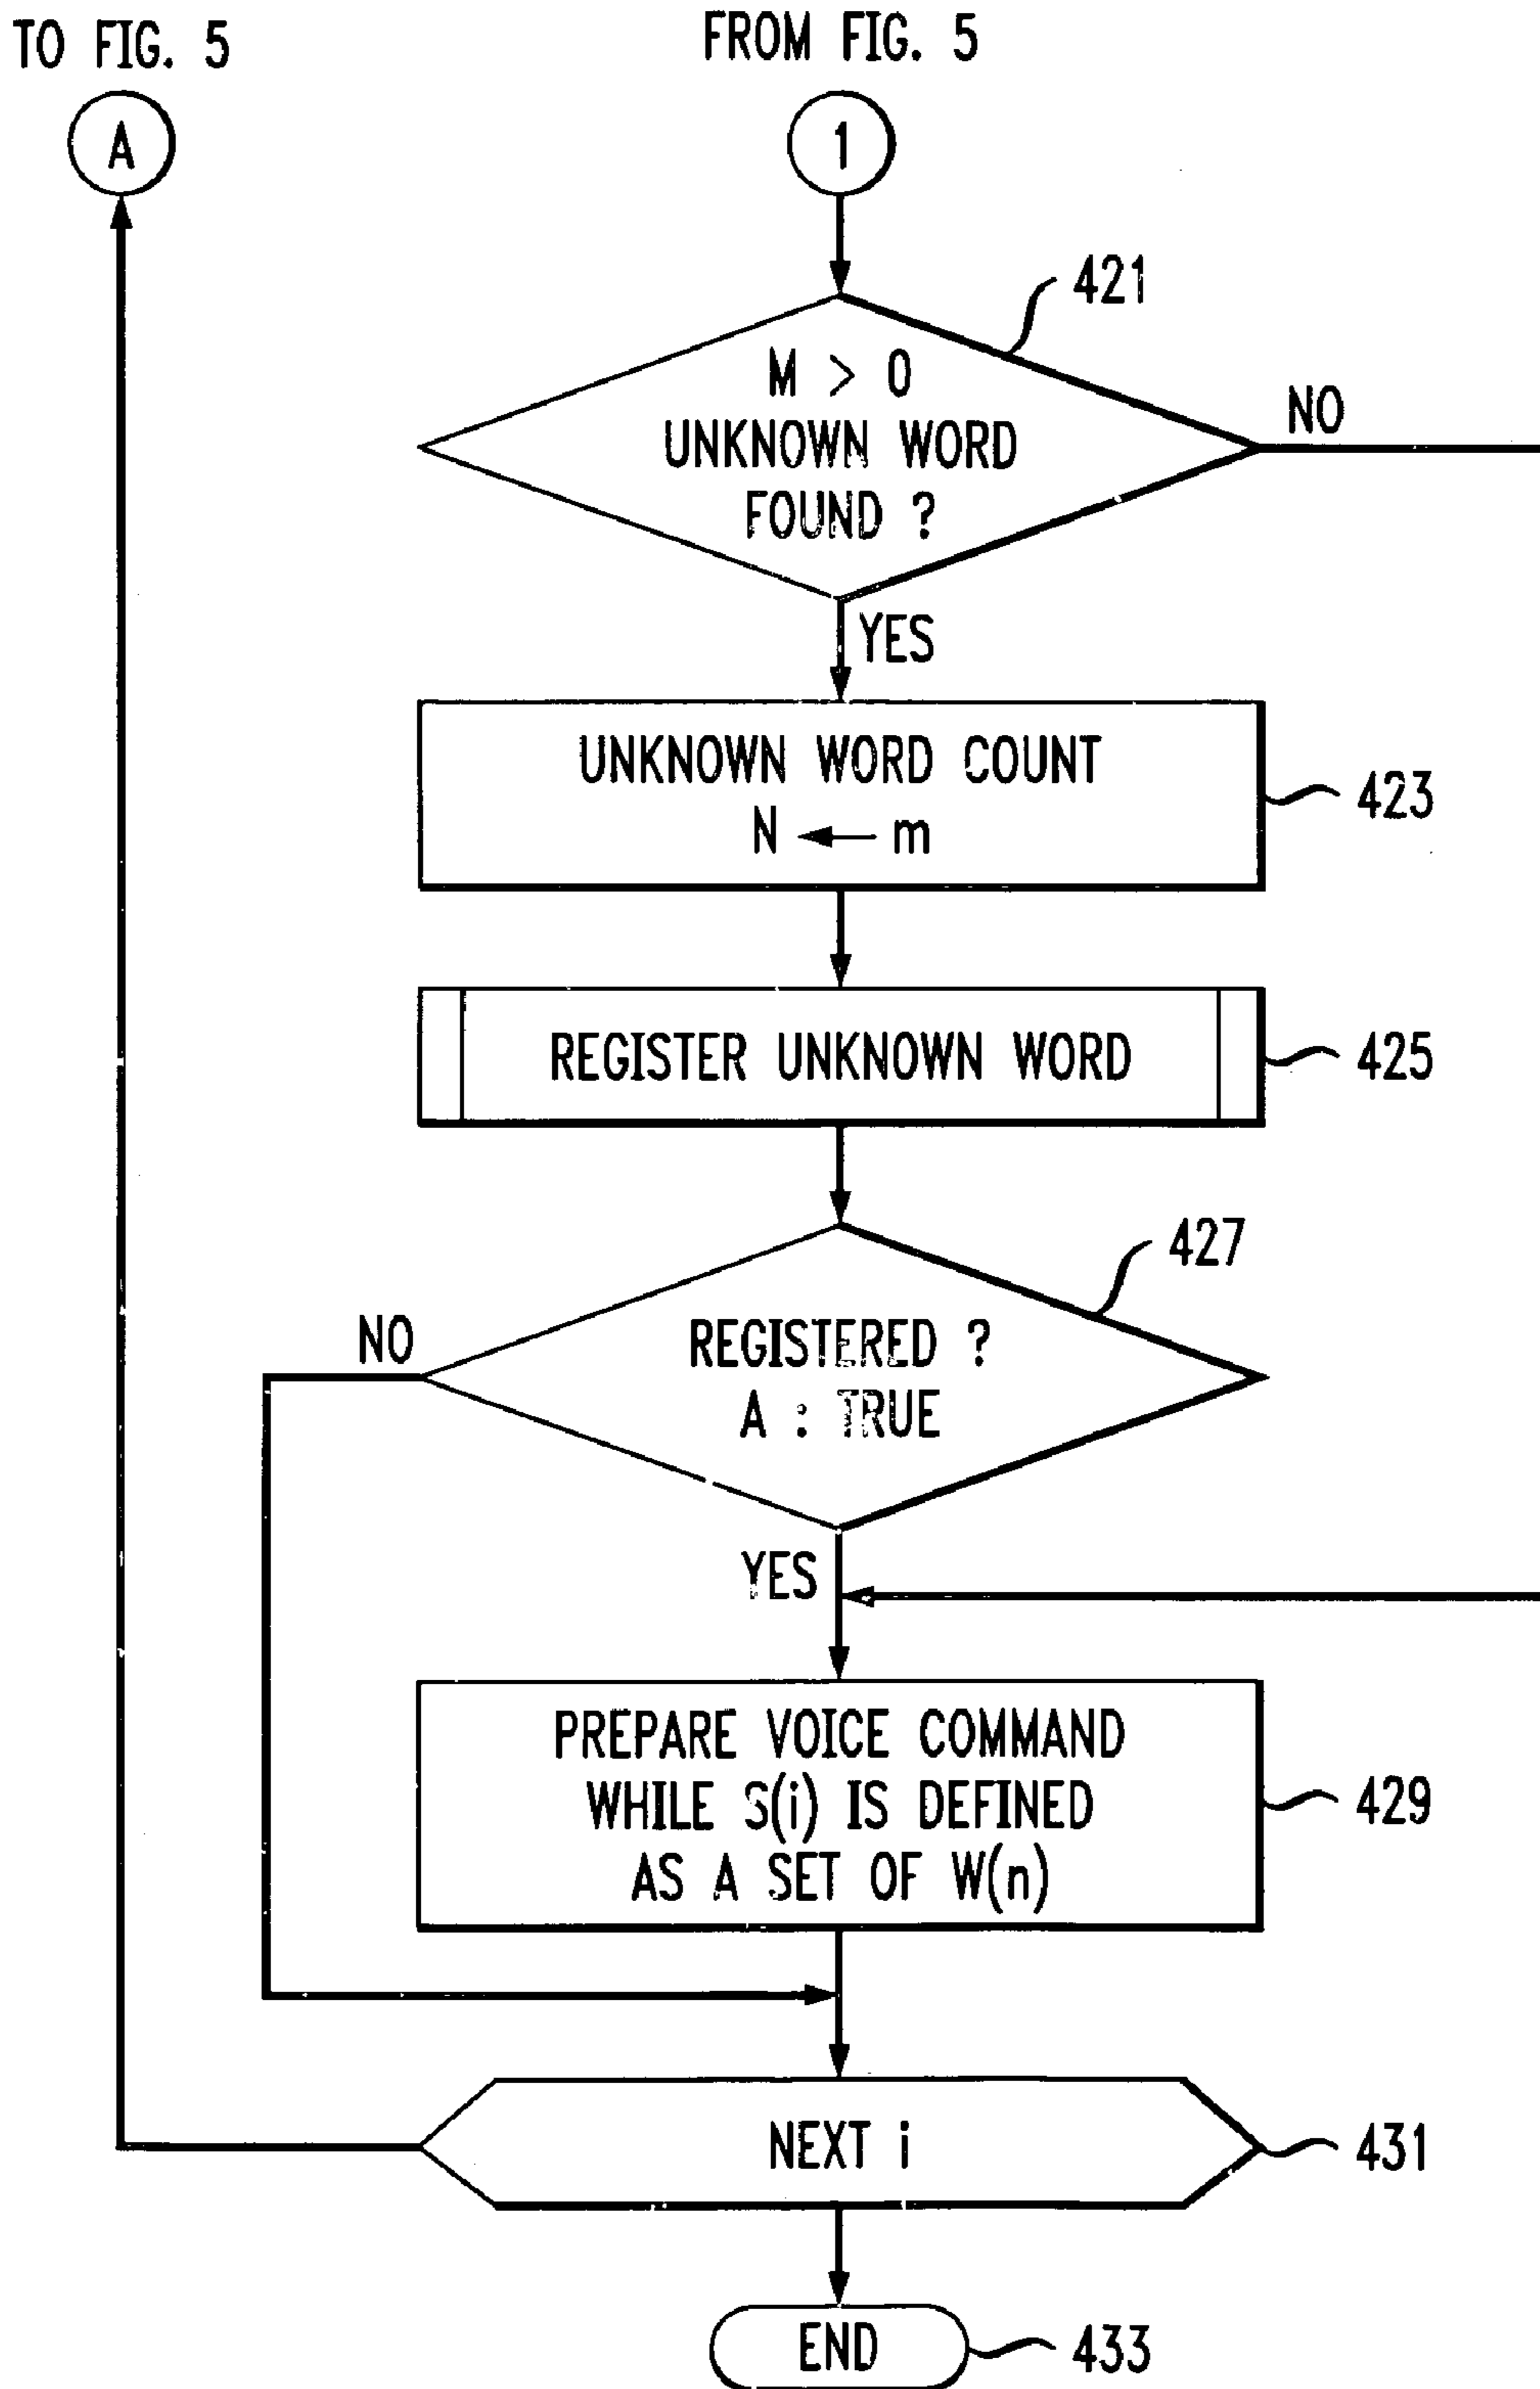 TO FIG. 5
FROM FIG. 5
A
1
421
M > 0
UNKNOWN WORD
FOUND ?
NO
YES
UNKNOWN WORD COUNT
N ← m
423
REGISTER UNKNOWN WORD
425
427
REGISTERED ?
A : TRUE
NO
YES
PREPARE VOICE COMMAND
WHILE S(i) IS DEFINED
AS A SET OF W(n)
429
NEXT i
431
END
433